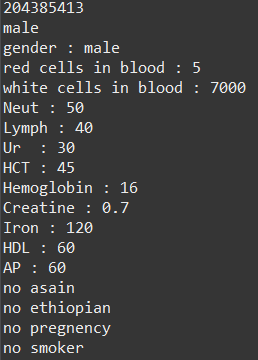 204385413
male
gender : male
red cells in blood : 5
white cells in blood : 7000
Neut : 50
Lymph : 40
Ur  : 30
HCT : 45
Hemoglobin : 16
Creatine : 0.7
Iron : 120
HDL : 60
AP : 60
no asain
no ethiopian
no pregnency
no smoker